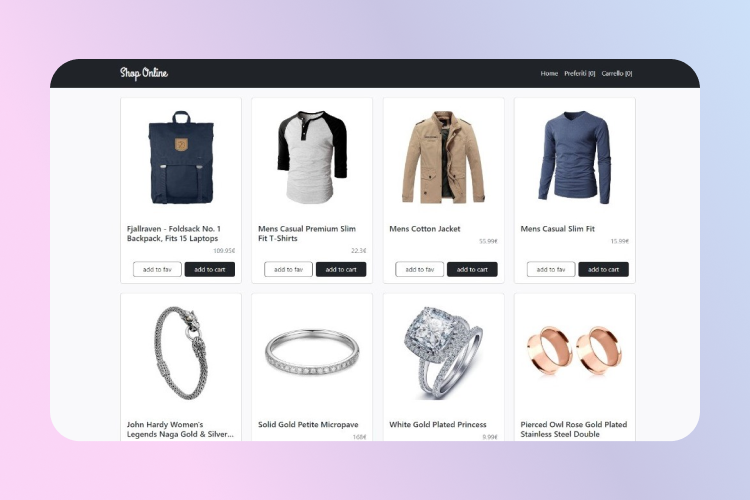 Shop Online
Home Preferiti [0] Carrello [0]
Fjallraven - Foldsack No. 1
Backpack, Fits 15 Laptops
109.95€
add to fav add to cart
Mens Casual Premium Slim
Fit T-Shirts
22.3€
add to fav add to cart
Mens Cotton Jacket
55.99€
add to fav add to cart
Mens Casual Slim Fit
15.99€
add to fav add to cart
John Hardy Women's
Legends Naga Gold & Silver...
Solid Gold Petite Micropave
168€
White Gold Plated Princess
9.99€
Pierced Owl Rose Gold Plated
Stainless Steel Double